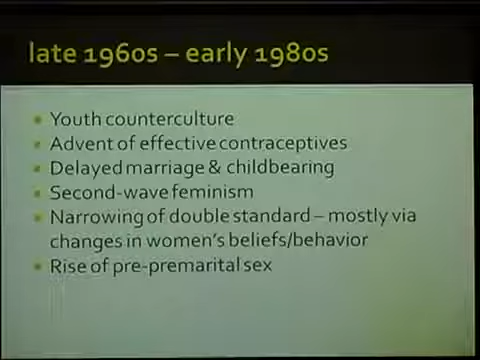 late 1960s – early 1980s
Youth counterculture
Advent of effective contraceptives
Delayed marriage & childbearing
Second-wave feminism
Narrowing of double standard – mostly via
changes in women's beliefs/behavior
Rise of pre-premarital sex